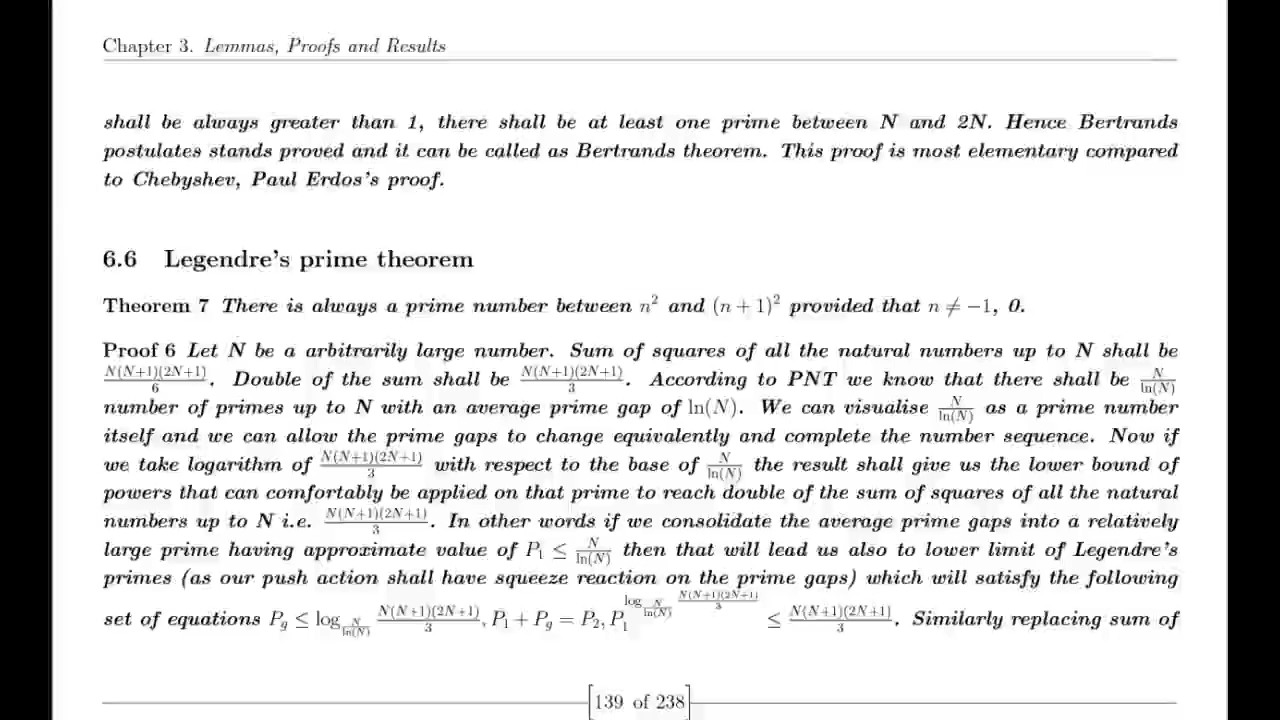 Chapter 3. Lemmas, Proofs and Results
shall be always greater than 1, there shall be at least one prime between N and 2N. Hence Bertrands
postulates stands proved and it can be called as Bertrands theorem. This proof is most elementary compared
to Chebyshev, Paul Erdos's proof.
6.6 Legendre's prime theorem
Theorem 7 There is always a prime number between n² and (n + 1)² provided that n ≠ −1, 0.
Proof 6 Let N be a arbitrarily large number. Sum of squares of all the natural numbers up to N shall be
N(N+1)(2N+1)/6. Double of the sum shall be N(N+1)(2N+1)/3. According to PNT we know that there shall be N/ln(N)
number of primes up to N with an average prime gap of ln(N). We can visualise N/ln(N) as a prime number
itself and we can allow the prime gaps to change equivalently and complete the number sequence. Now if
we take logarithm of N(N+1)(2N+1)/3 with respect to the base of N/ln(N) the result shall give us the lower bound of
powers that can comfortably be applied on that prime to reach double of the sum of squares of all the natural
numbers up to N i.e. N(N+1)(2N+1)/3. In other words if we consolidate the average prime gaps into a relatively
large prime having approximate value of P₁ ≤ N/ln(N) then that will lead us also to lower limit of Legendre's
primes (as our push action shall have squeeze reaction on the prime gaps) which will satisfy the following
set of equations P_g ≤ log_{N/ln(N)} N(N+1)(2N+1)/3, P₁ + P_g = P₂, P₁^{log_{N/ln(N)} N(N+1)(2N+1)/3} ≤ N(N+1)(2N+1)/3. Similarly replacing sum of
139 of 238